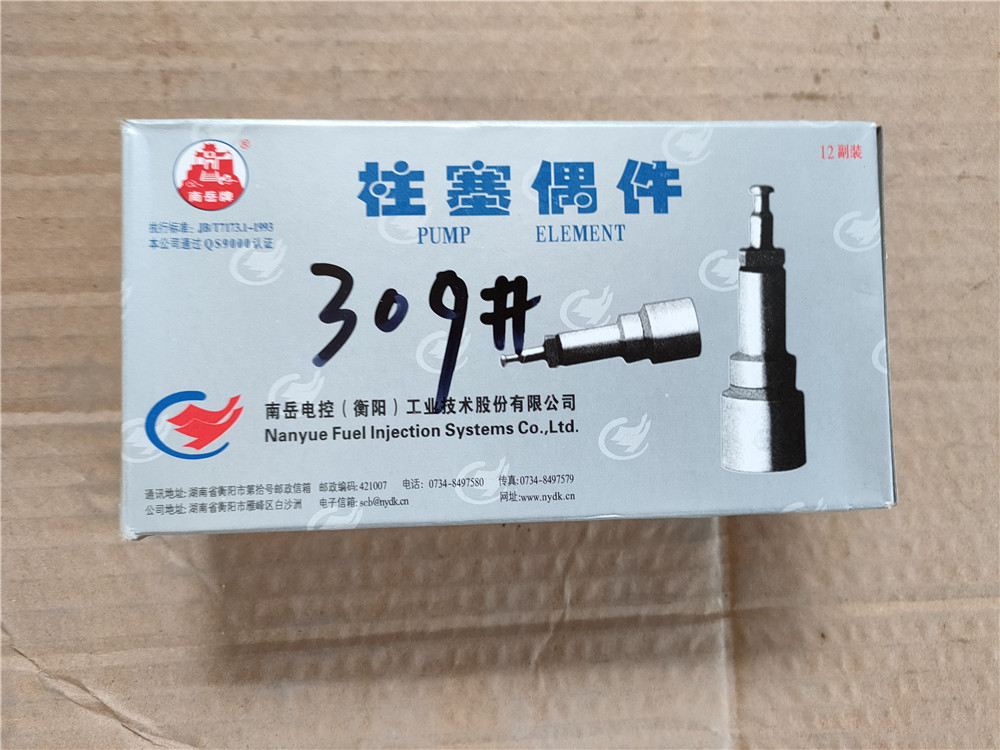 南岳牌
®
执行标准：JB/T7173.1-1993
本公司通过QS9000认证
柱塞偶件
PUMP ELEMENT
12副装
309#
南岳电控（衡阳）工业技术股份有限公司
Nanyue Fuel Injection Systems Co.,Ltd.
通讯地址:湖南省衡阳市第拾号邮政信箱 邮政编码:421007 电话: 0734-8497580 传真:0734-8497579
公司地址:湖南省衡阳市雁峰区白沙洲 电子信箱:scb@nydk.cn 网址:www.nydk.cn